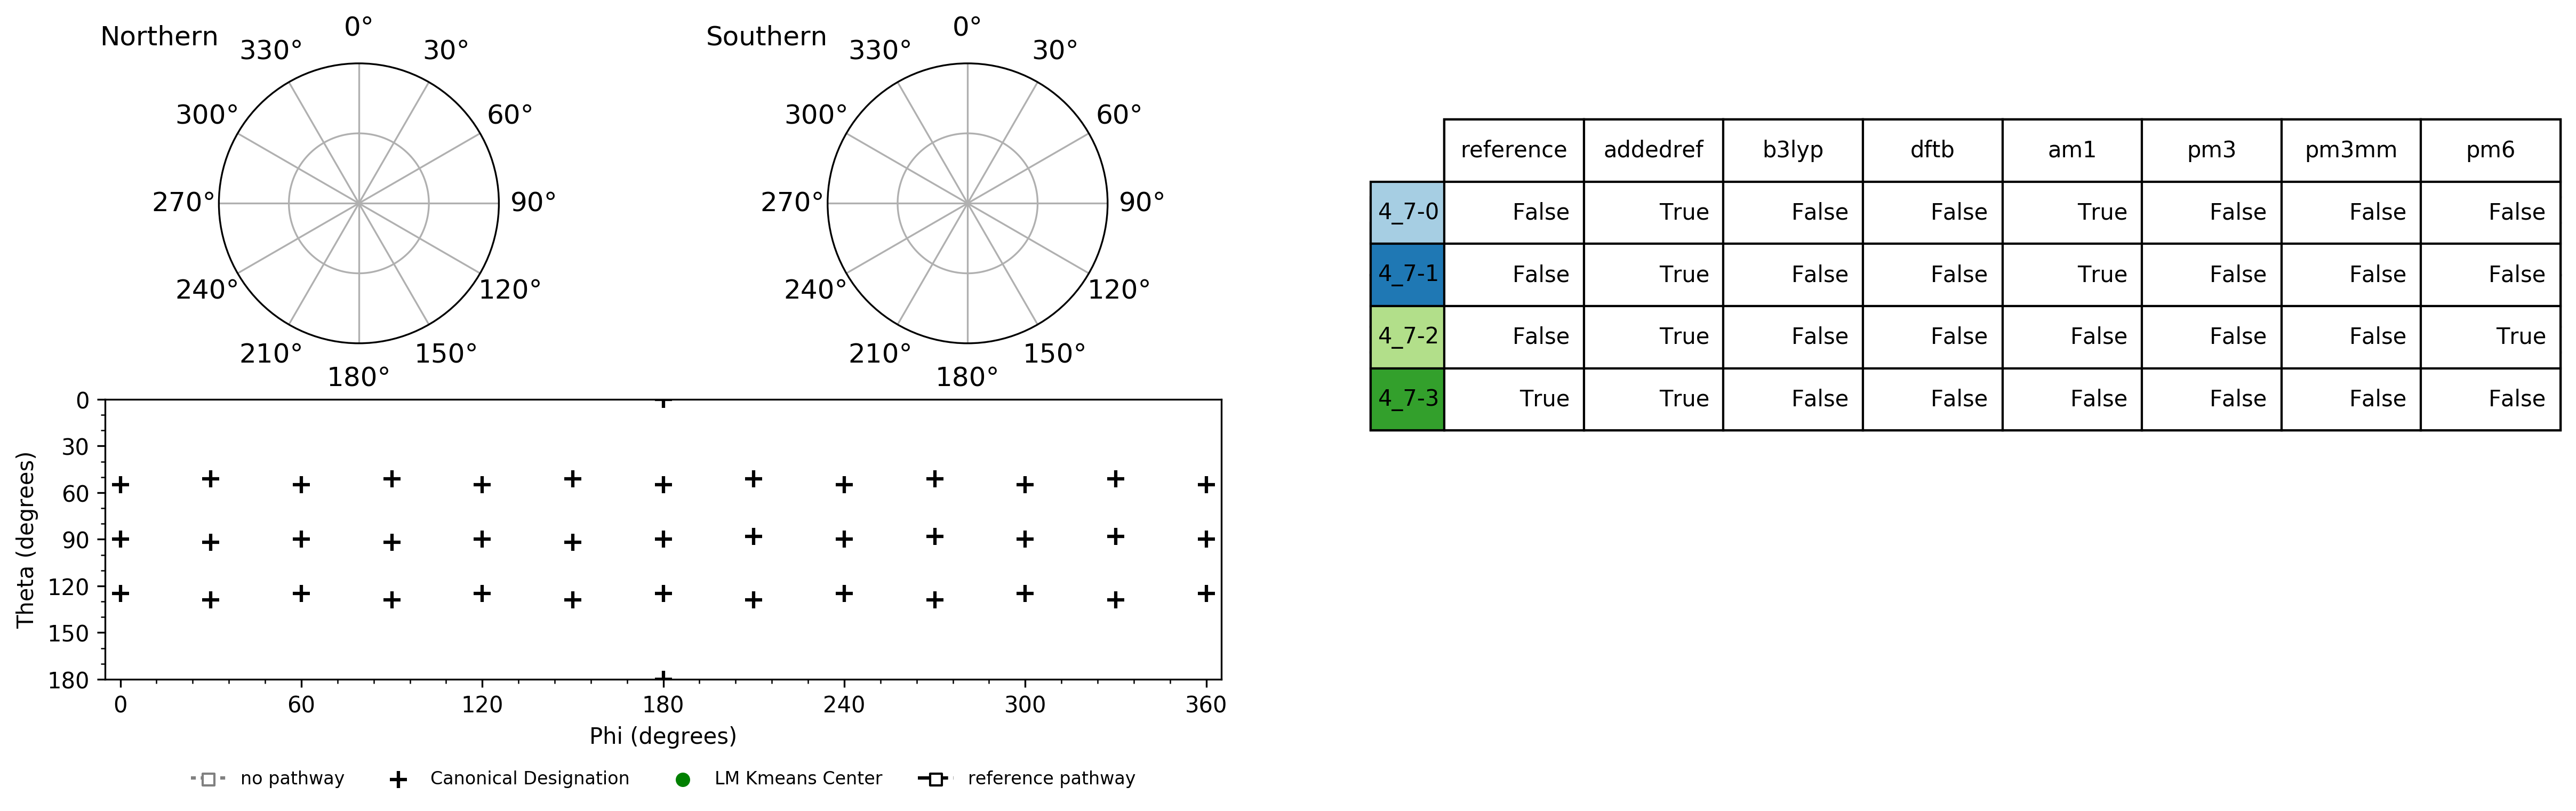 Northern
0°
30°
60°
90°
120°
150°
180°
210°
240°
270°
300°
330°
Southern
0°
30°
60°
90°
120°
150°
180°
210°
240°
270°
300°
330°
Theta (degrees)
0
30
60
90
120
150
180
0 60 120 180 240 300 360
Phi (degrees)
no pathway Canonical Designation LM Kmeans Center reference pathway
reference addedref b3lyp dftb am1 pm3 pm3mm pm6
4_7-0 False True False False True False False False
4_7-1 False True False False True False False False
4_7-2 False True False False False False False True
4_7-3 True True False False False False False False